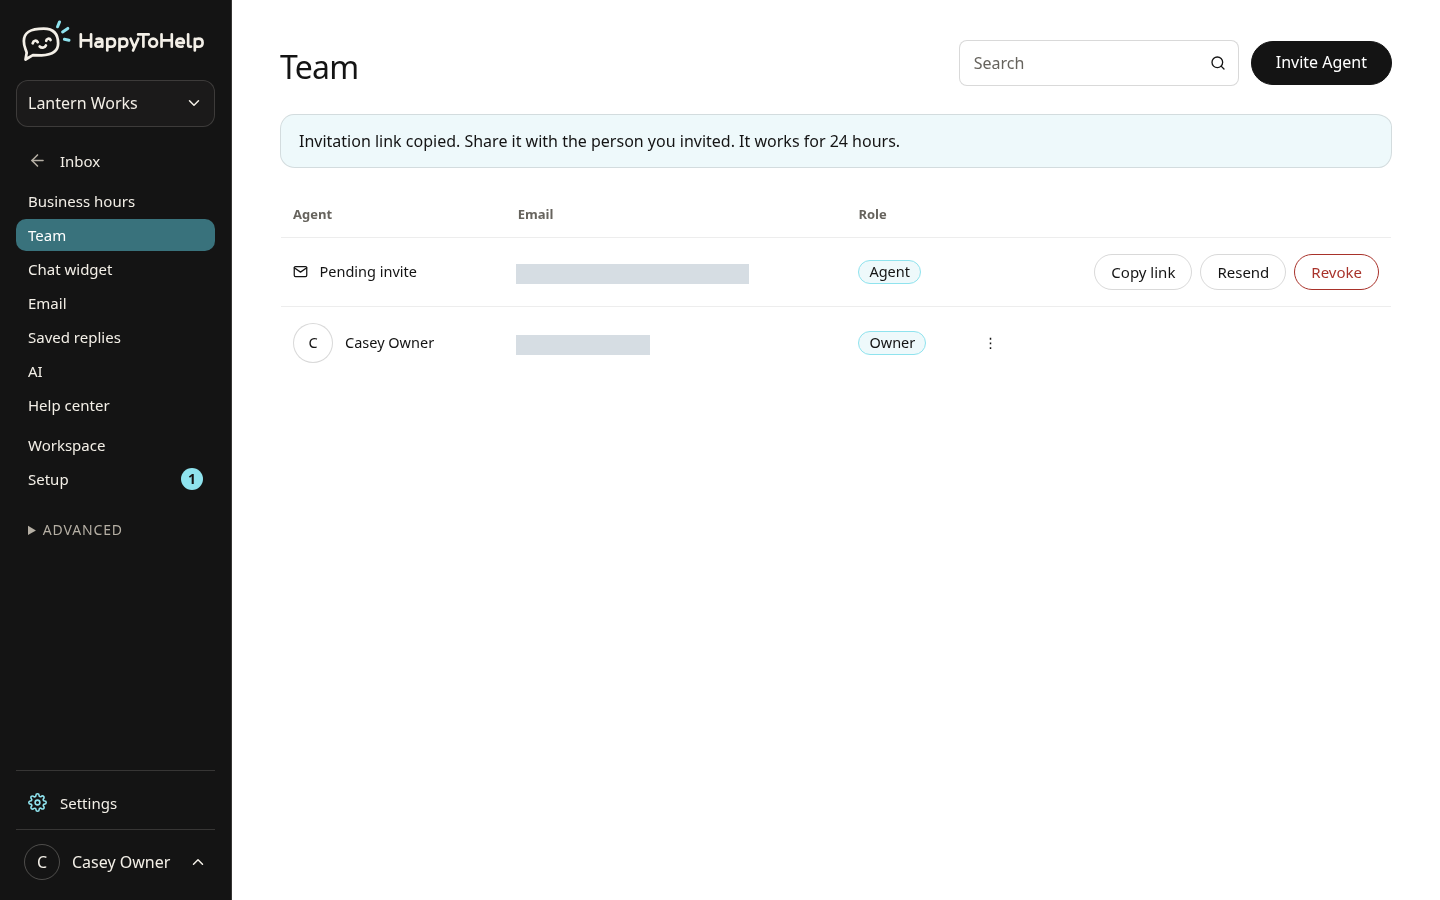 HappyToHelp
Lantern Works
Inbox
Business hours
Team
Chat widget
Email
Saved replies
AI
Help center
Workspace
Setup
1
ADVANCED
Settings
C
Casey Owner
Team
Search
Invite Agent
Invitation link copied. Share it with the person you invited. It works for 24 hours.
Agent Email Role
Pending invite Agent Copy link Resend Revoke
C Casey Owner Owner